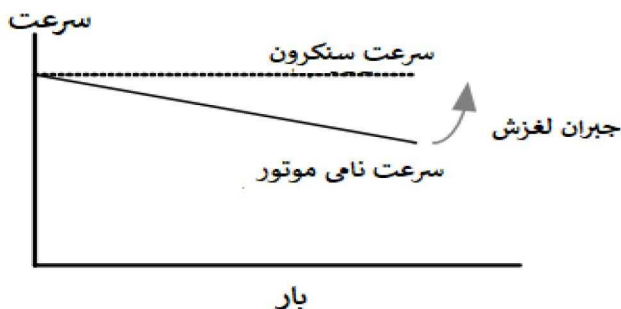 سرعت
سرعت سنکرون
جبران لغزش
سرعت نامی موتور
بار